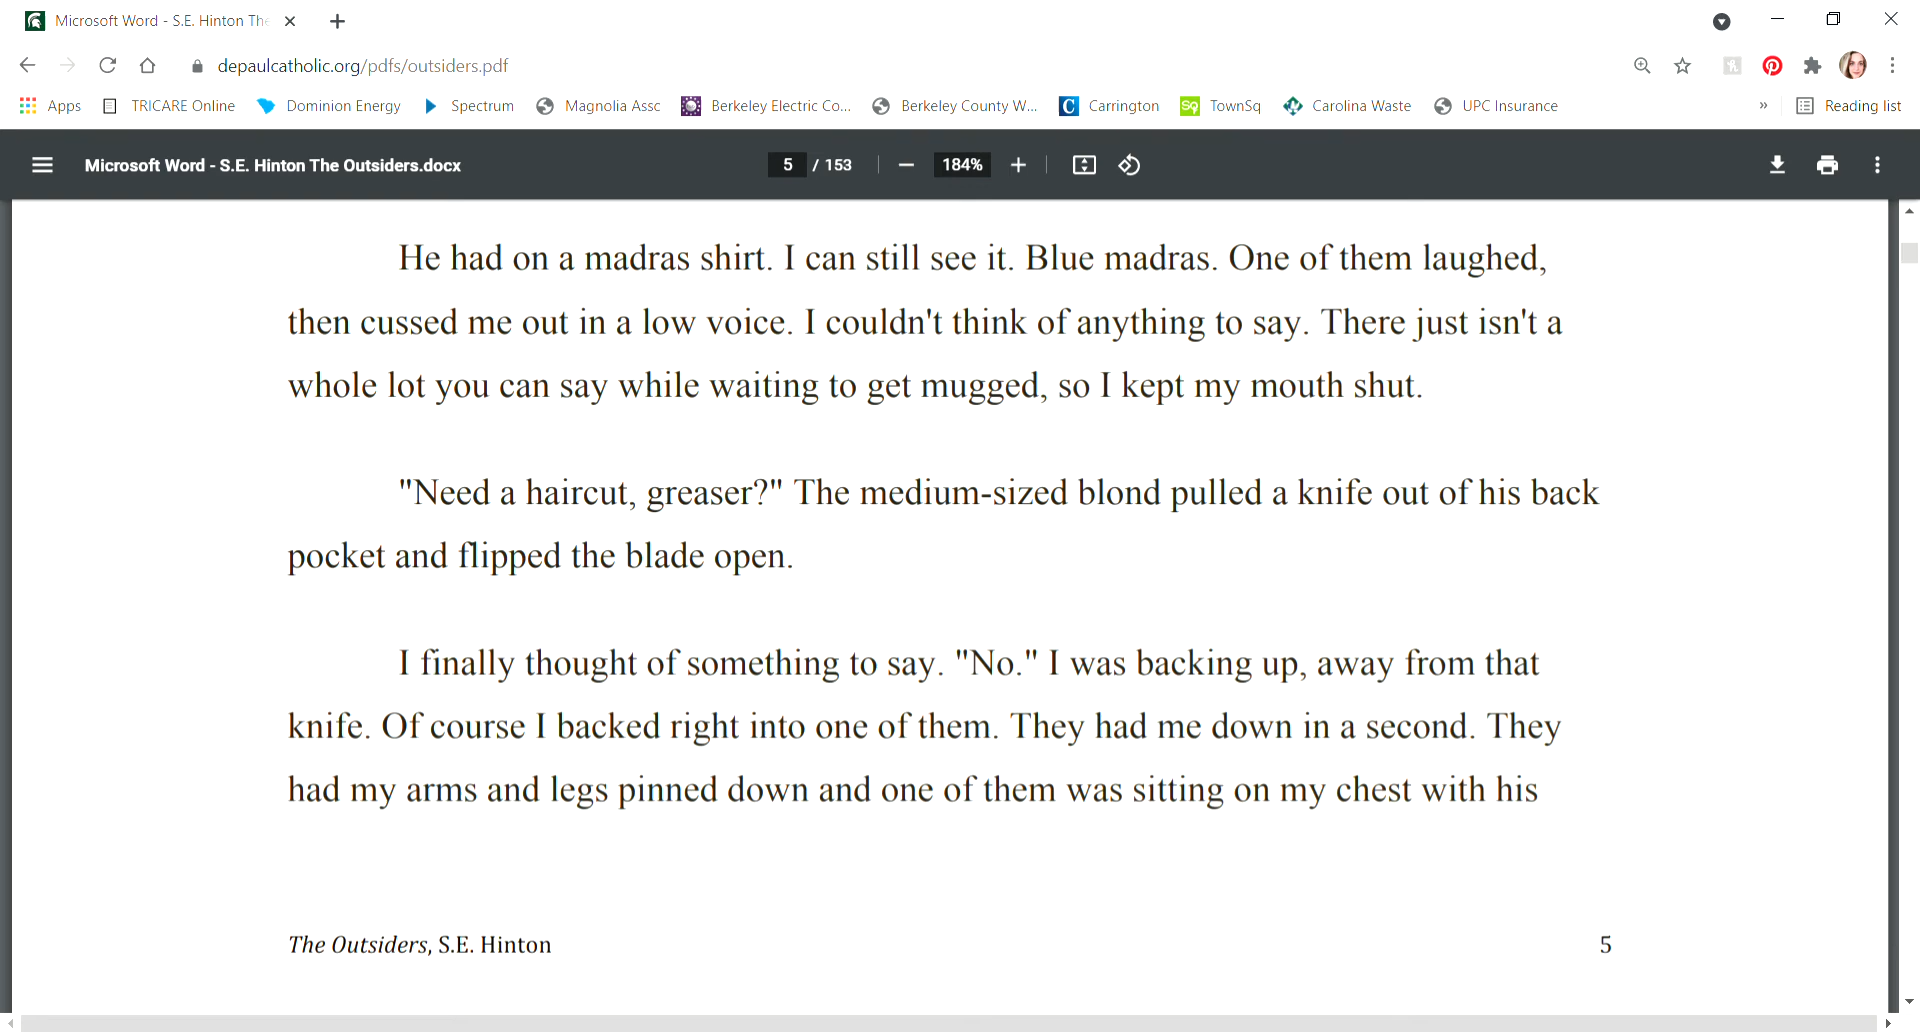 Microsoft Word - S.E. Hinton The
depaulcatholic.org/pdfs/outsiders.pdf
Apps TRICARE Online Dominion Energy Spectrum Magnolia Assc Berkeley Electric Co... Berkeley County W... C Carrington Sq TownSq Carolina Waste UPC Insurance » Reading list
Microsoft Word - S.E. Hinton The Outsiders.docx 5 / 153 184%
He had on a madras shirt. I can still see it. Blue madras. One of them laughed,
then cussed me out in a low voice. I couldn't think of anything to say. There just isn't a
whole lot you can say while waiting to get mugged, so I kept my mouth shut.
"Need a haircut, greaser?" The medium-sized blond pulled a knife out of his back
pocket and flipped the blade open.
I finally thought of something to say. "No." I was backing up, away from that
knife. Of course I backed right into one of them. They had me down in a second. They
had my arms and legs pinned down and one of them was sitting on my chest with his
The Outsiders, S.E. Hinton 5